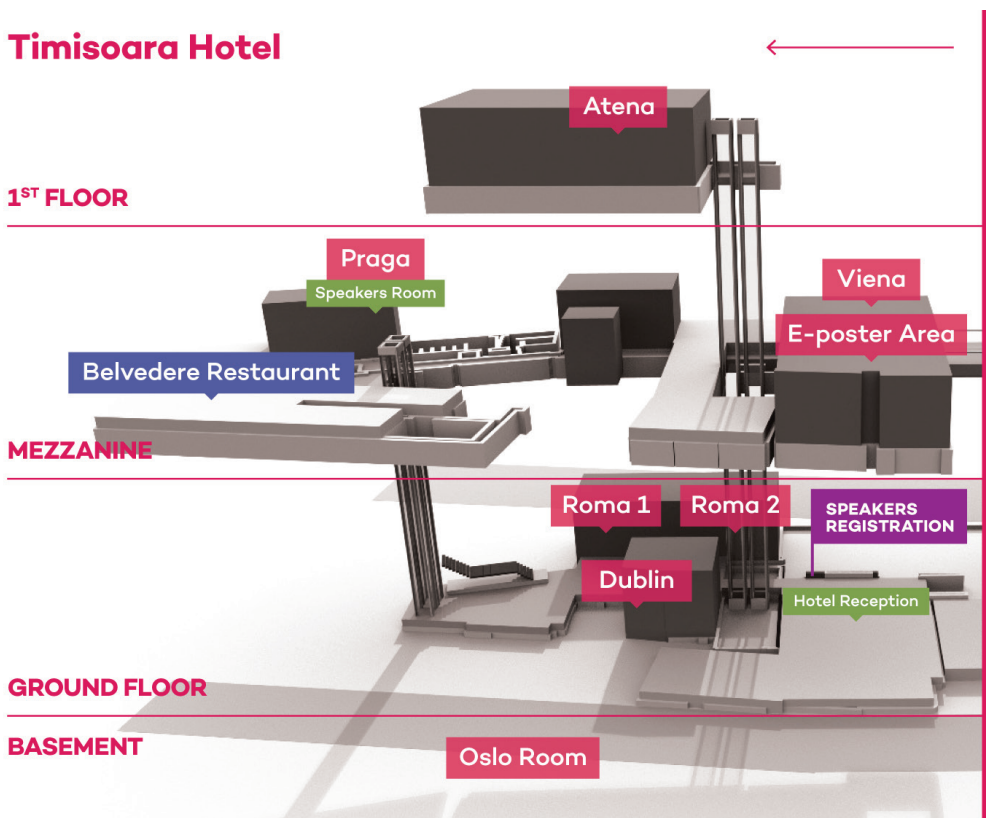 Timisoara Hotel
Atena
1ST FLOOR
Praga
Speakers Room
Viena
E-poster Area
Belvedere Restaurant
MEZZANINE
Roma 1
Roma 2
SPEAKERS
REGISTRATION
Dublin
Hotel Reception
GROUND FLOOR
BASEMENT
Oslo Room